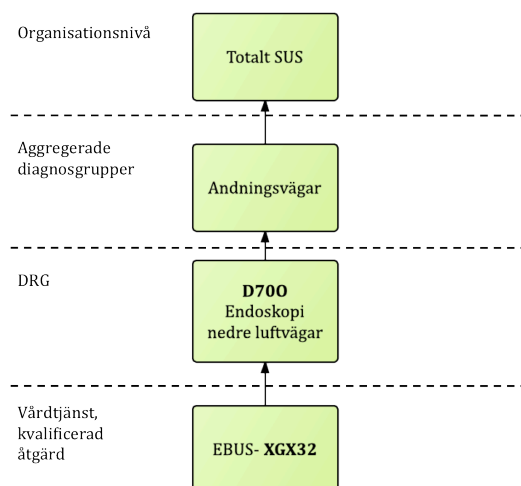 Organisationsnivå
Totalt SUS
Aggregerade
diagnosgrupper
Andningsvägar
DRG
D70O
Endoskopi
nedre luftvägar
Vårdtjänst,
kvalificerad
åtgärd
EBUS- XGX32